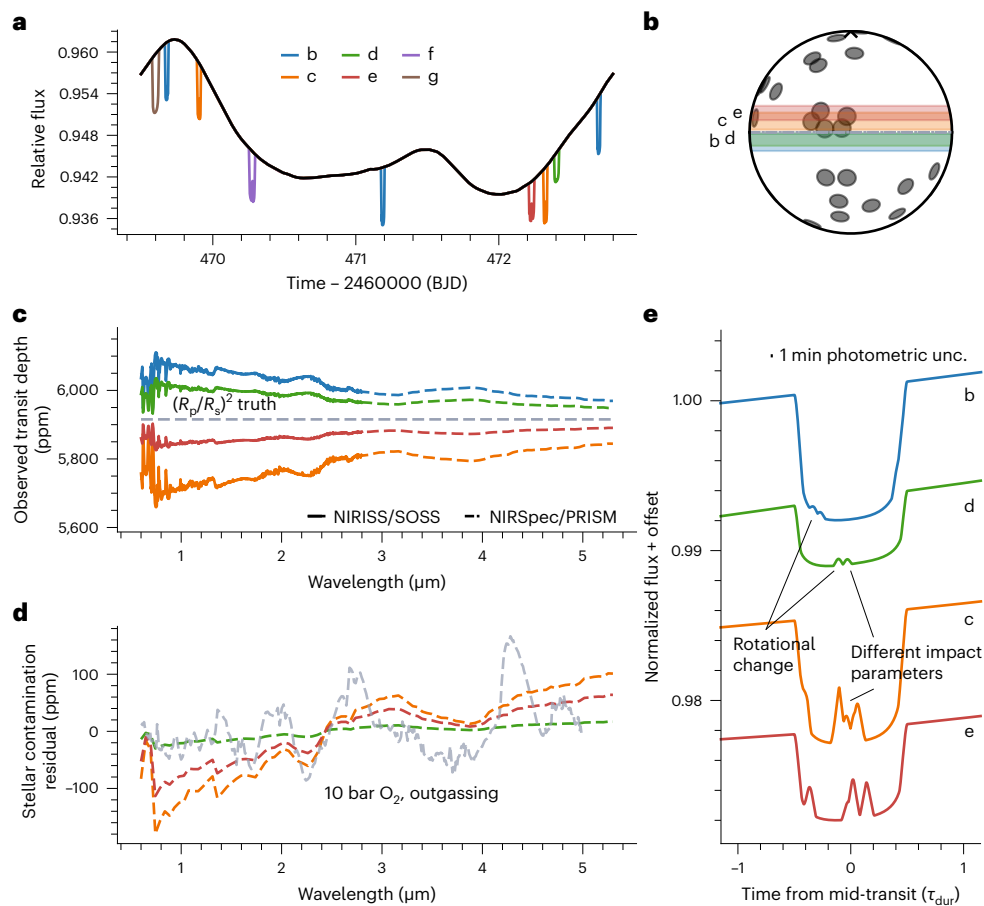 a
0.960
0.954
0.948
0.942
0.936
Relative flux
b d f
c e g
470 471 472
Time – 2460000 (BJD)
b
c e
b d
c
6,000
5,800
5,600
Observed transit depth
(ppm)
(Rp/Rs)² truth
NIRISS/SOSS NIRSpec/PRISM
1 2 3 4 5
Wavelength (μm)
d
100
0
−100
Stellar contamination
residual (ppm)
10 bar O₂, outgassing
1 2 3 4 5
Wavelength (μm)
e
1 min photometric unc.
1.00
0.99
0.98
Normalized flux + offset
b
d
Rotational
change
Different impact
parameters
c
e
−1 0 1
Time from mid-transit (τdur)